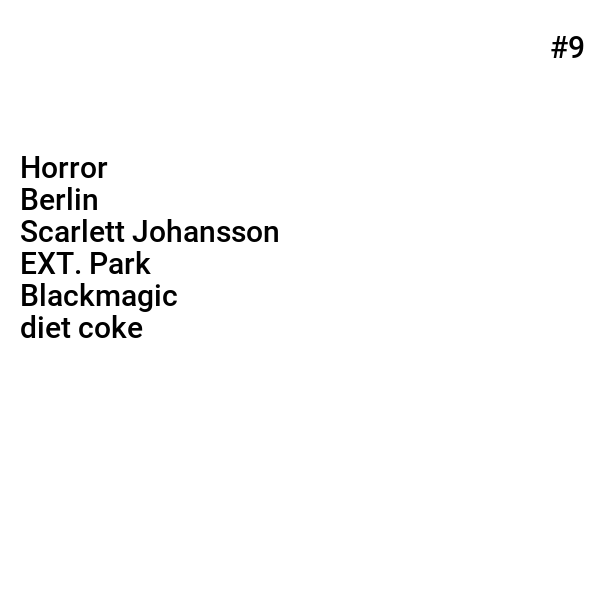 #9
Horror
Berlin
Scarlett Johansson
EXT. Park
Blackmagic
diet coke